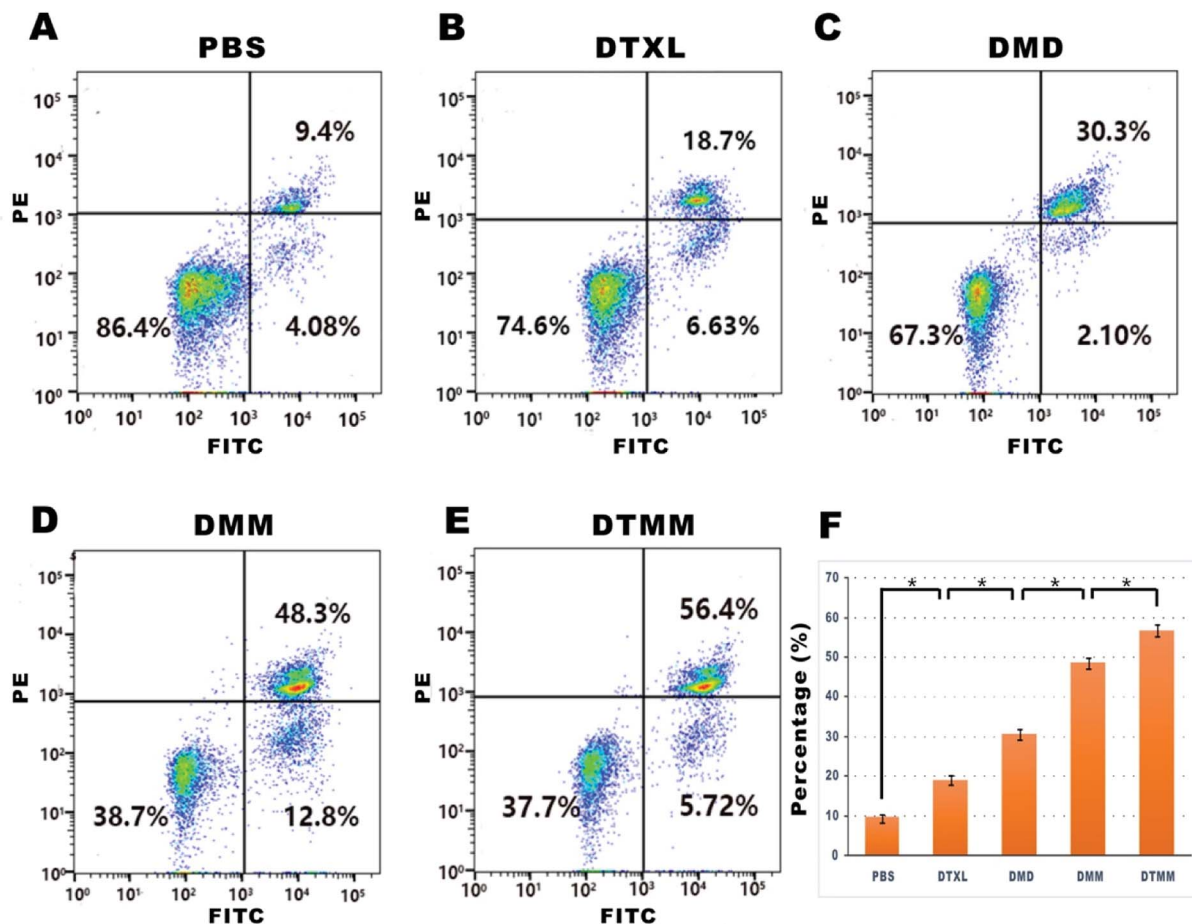 A
PBS
PE
10⁵
10⁴
10³
10²
10¹
10⁰
9.4%
86.4%
4.08%
10⁰ 10¹ 10² 10³ 10⁴ 10⁵
FITC
B
DTXL
PE
10⁵
10⁴
10³
10²
10¹
10⁰
18.7%
74.6%
6.63%
10⁰ 10¹ 10² 10³ 10⁴ 10⁵
FITC
C
DMD
PE
10⁵
10⁴
10³
10²
10¹
10⁰
30.3%
67.3%
2.10%
10⁰ 10¹ 10² 10³ 10⁴ 10⁵
FITC
D
DMM
PE
10⁵
10⁴
10³
10²
10¹
10⁰
48.3%
38.7%
12.8%
10⁰ 10¹ 10² 10³ 10⁴ 10⁵
FITC
E
DTMM
PE
10⁵
10⁴
10³
10²
10¹
10⁰
56.4%
37.7%
5.72%
10⁰ 10¹ 10² 10³ 10⁴ 10⁵
FITC
F
Percentage (%)
70
60
50
40
30
20
10
0
* * * *
PBS DTXL DMD DMM DTMM